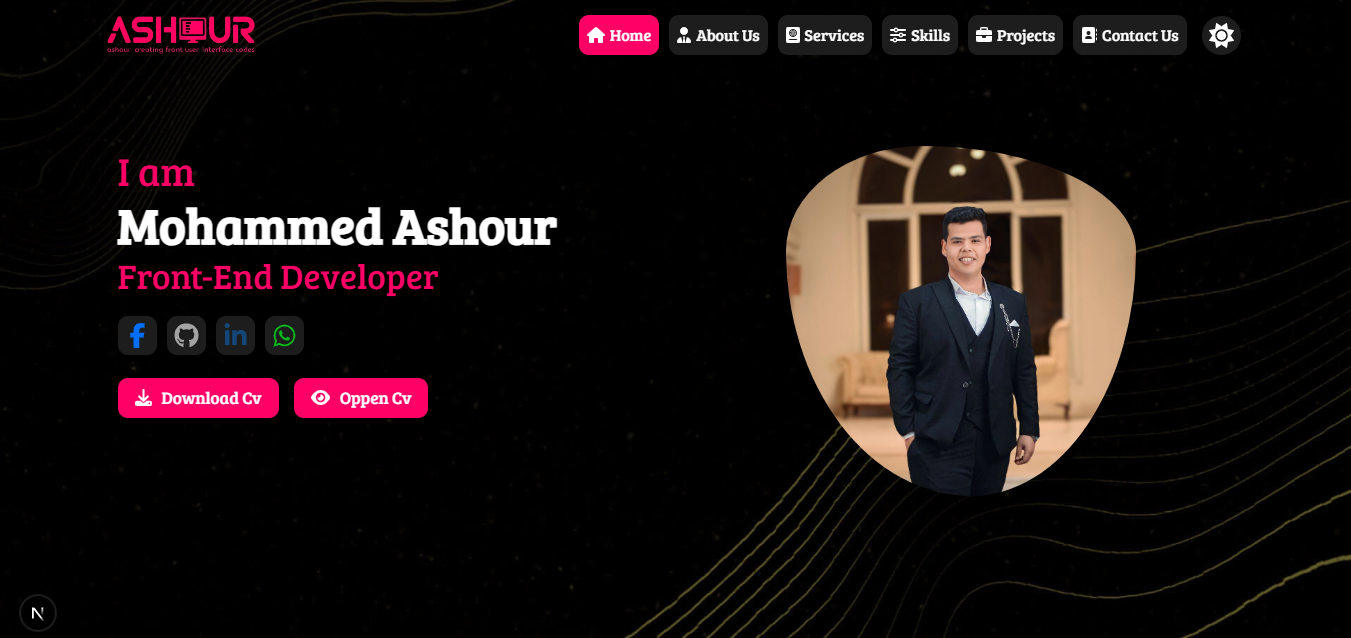 ASHOUR
ashour creating front user interface codes
Home
About Us
Services
Skills
Projects
Contact Us
I am
Mohammed Ashour
Front-End Developer
Download Cv
Oppen Cv
N